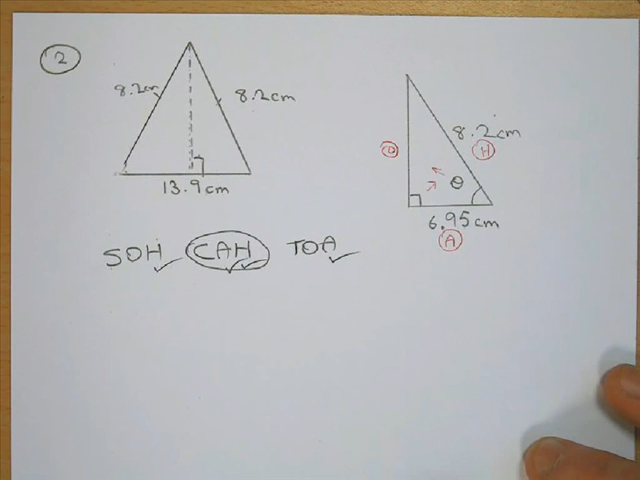 2
8.2cm
8.2cm
13.9cm
O
8.2cm
H
θ
6.95cm
A
SOH CAH TOA